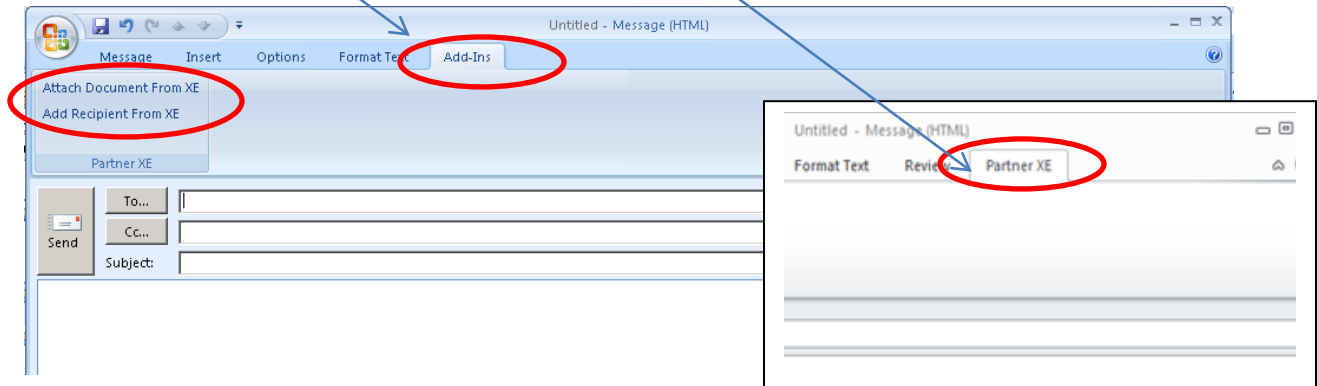 Untitled - Message (HTML)
Message Insert Options Format Text Add-Ins
Attach Document From XE
Add Recipient From XE
Partner XE
To...
Cc...
Send
Subject:
Untitled - Message (HTML)
Format Text Review Partner XE